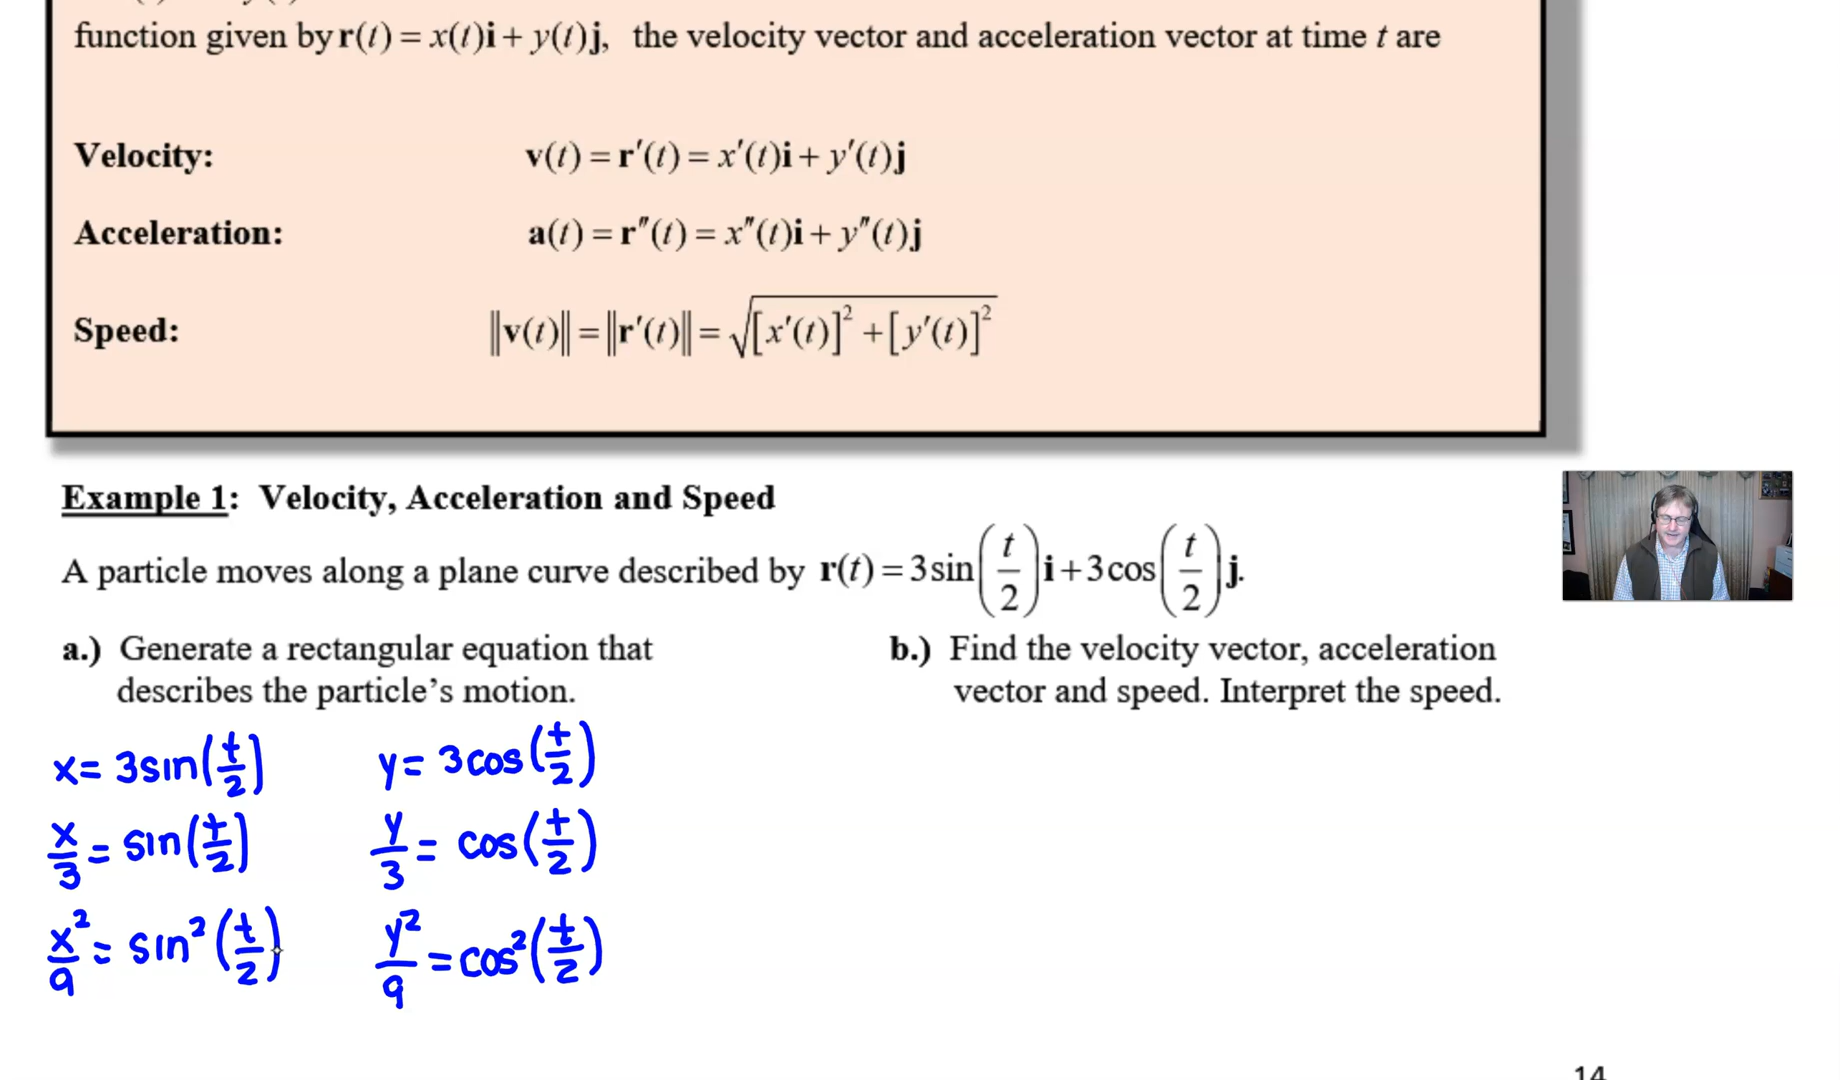 function given by r(t) = x(t)i + y(t)j, the velocity vector and acceleration vector at time t are
Velocity: v(t) = r′(t) = x′(t)i + y′(t)j
Acceleration: a(t) = r″(t) = x″(t)i + y″(t)j
Speed: ‖v(t)‖ = ‖r′(t)‖ = √([x′(t)]² + [y′(t)]²)
Example 1: Velocity, Acceleration and Speed
A particle moves along a plane curve described by r(t) = 3sin(t/2)i + 3cos(t/2)j.
a.) Generate a rectangular equation that
describes the particle’s motion.
b.) Find the velocity vector, acceleration
vector and speed. Interpret the speed.
x = 3sin(t/2) y = 3cos(t/2)
x/3 = sin(t/2) y/3 = cos(t/2)
x²/9 = sin²(t/2) y²/9 = cos²(t/2)
14